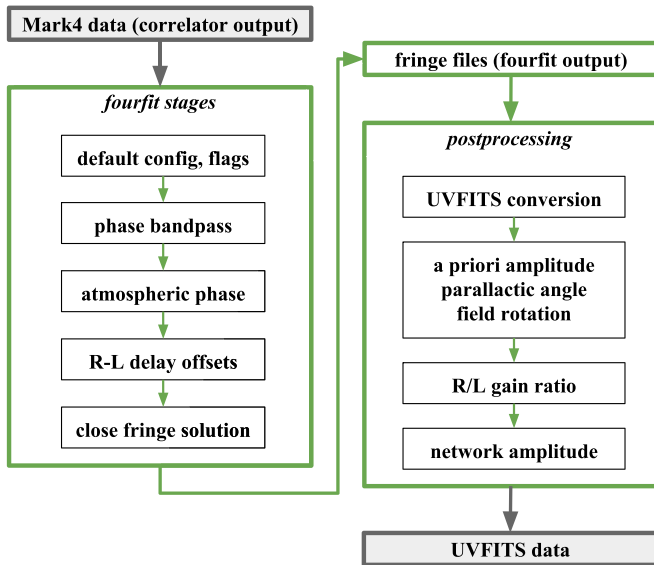 Mark4 data (correlator output)
fourfit stages
default config, flags
phase bandpass
atmospheric phase
R-L delay offsets
close fringe solution
fringe files (fourfit output)
postprocessing
UVFITS conversion
a priori amplitude
parallactic angle
field rotation
R/L gain ratio
network amplitude
UVFITS data